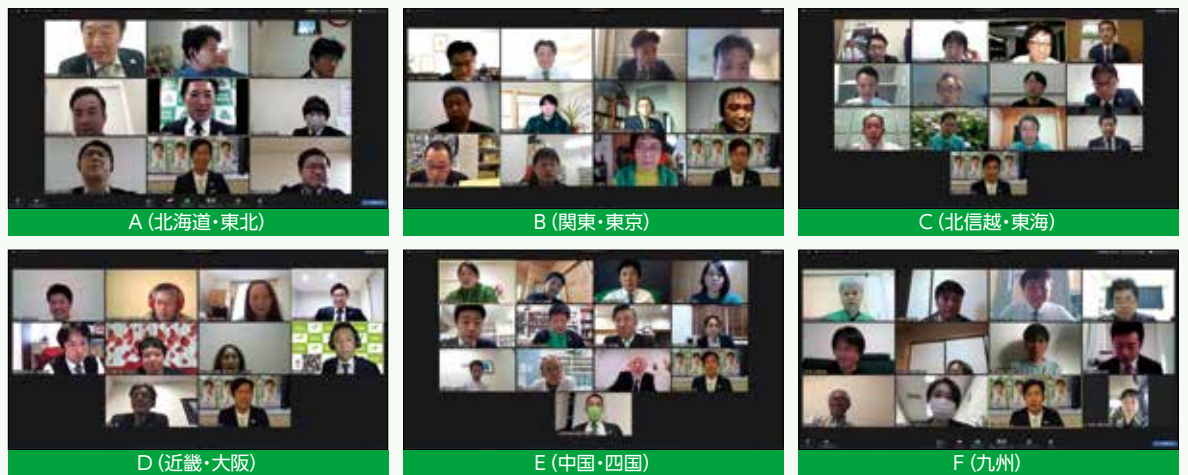 A（北海道・東北）
B（関東・東京）
C（北信越・東海）
D（近畿・大阪）
E（中国・四国）
F（九州）